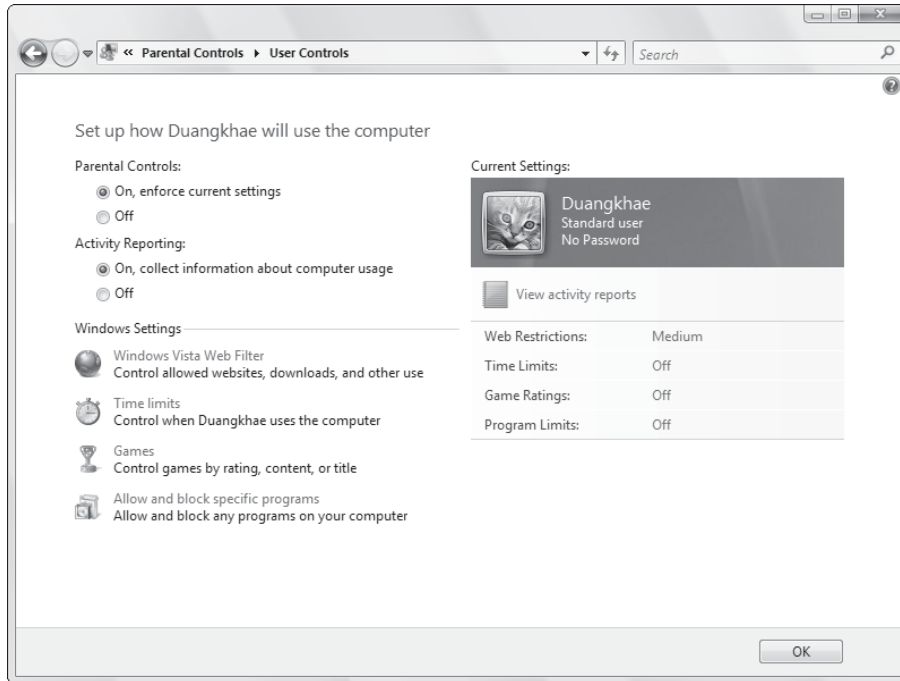 « Parental Controls ▸ User Controls
Search
Set up how Duangkhae will use the computer
Parental Controls:
On, enforce current settings
Off
Activity Reporting:
On, collect information about computer usage
Off
Windows Settings
Windows Vista Web Filter
Control allowed websites, downloads, and other use
Time limits
Control when Duangkhae uses the computer
Games
Control games by rating, content, or title
Allow and block specific programs
Allow and block any programs on your computer
Current Settings:
Duangkhae
Standard user
No Password
View activity reports
Web Restrictions: Medium
Time Limits: Off
Game Ratings: Off
Program Limits: Off
OK